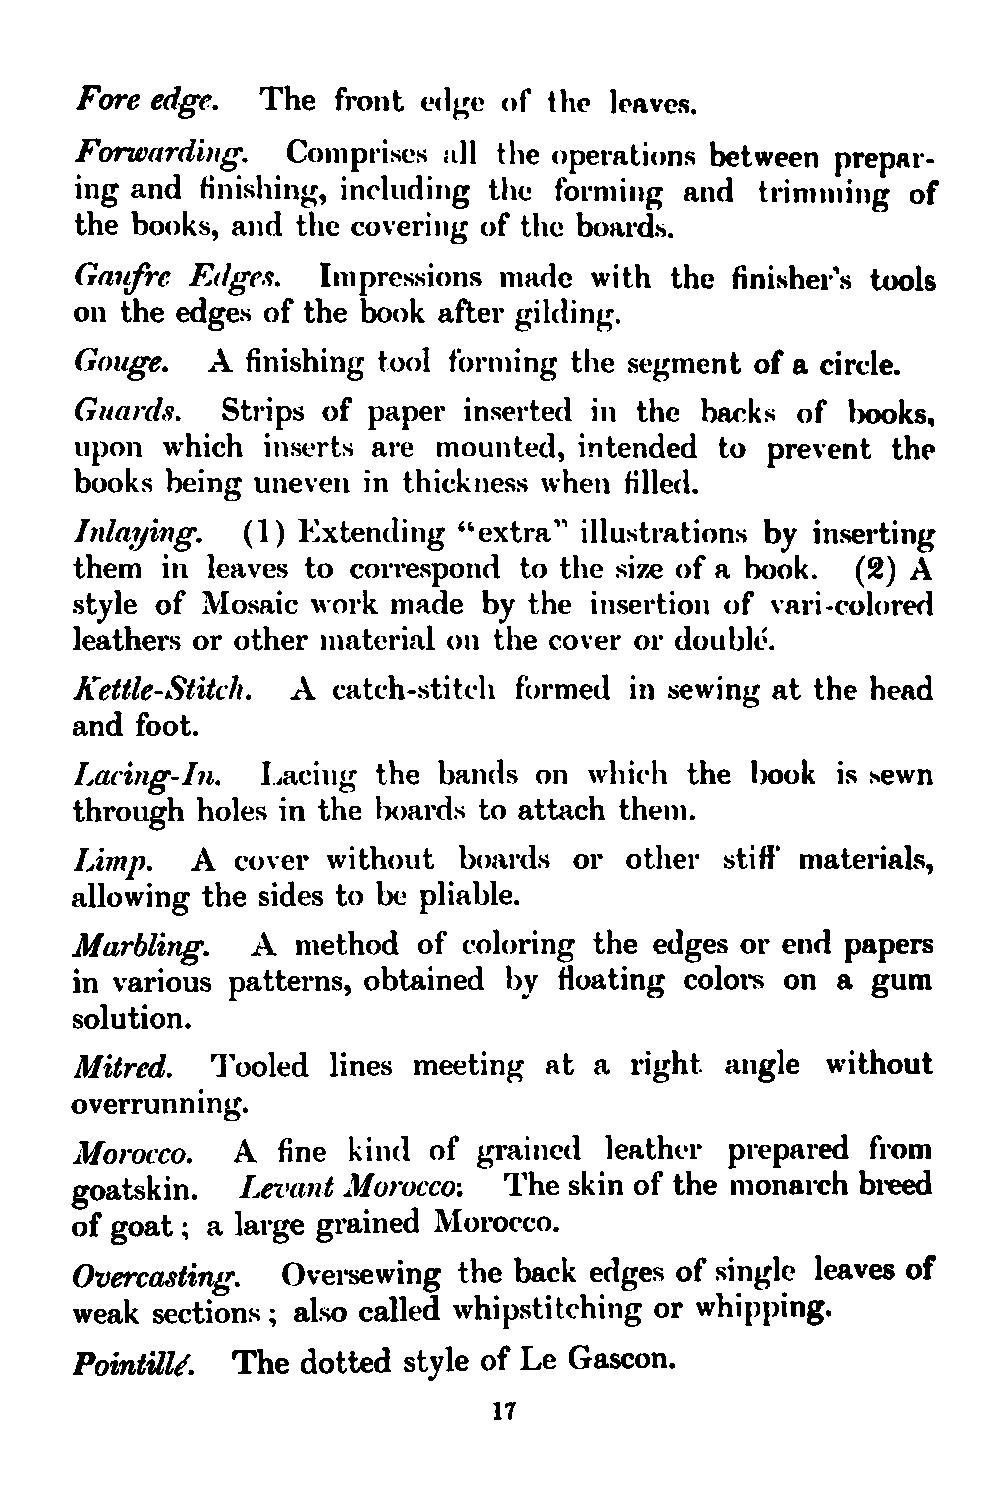 Fore edge. The front edge of the leaves.
Forwarding. Comprises all the operations between prepar-
ing and finishing, including the forming and trimming of
the books, and the covering of the boards.
Gaufre Edges. Impressions made with the finisher's tools
on the edges of the book after gilding.
Gouge. A finishing tool forming the segment of a circle.
Guards. Strips of paper inserted in the backs of books,
upon which inserts are mounted, intended to prevent the
books being uneven in thickness when filled.
Inlaying. (1) Extending "extra" illustrations by inserting
them in leaves to correspond to the size of a book. (2) A
style of Mosaic work made by the insertion of vari-colored
leathers or other material on the cover or doublé.
Kettle-Stitch. A catch-stitch formed in sewing at the head
and foot.
Lacing-In. Lacing the bands on which the book is sewn
through holes in the boards to attach them.
Limp. A cover without boards or other stiff materials,
allowing the sides to be pliable.
Marbling. A method of coloring the edges or end papers
in various patterns, obtained by floating colors on a gum
solution.
Mitred. Tooled lines meeting at a right angle without
overrunning.
Morocco. A fine kind of grained leather prepared from
goatskin. Levant Morocco: The skin of the monarch breed
of goat; a large grained Morocco.
Overcasting. Oversewing the back edges of single leaves of
weak sections; also called whipstitching or whipping.
Pointillé. The dotted style of Le Gascon.
17